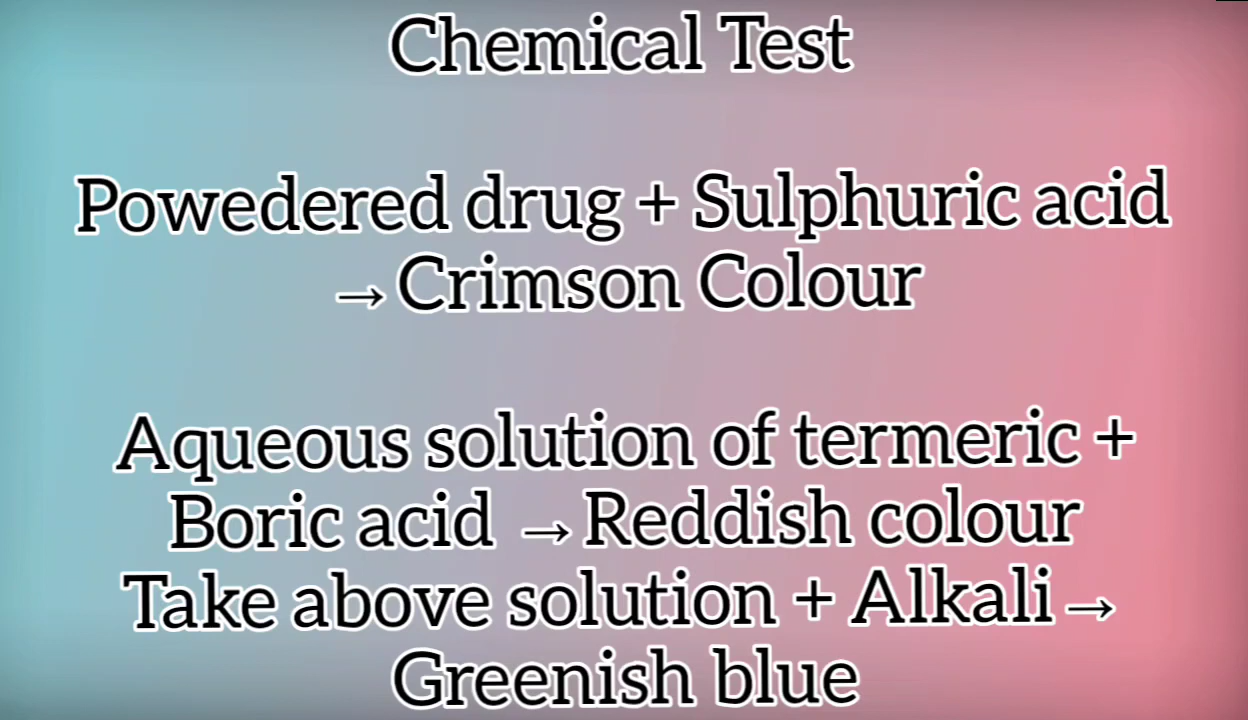 Chemical Test
Powedered drug + Sulphuric acid
→Crimson Colour
Aqueous solution of termeric +
Boric acid →Reddish colour
Take above solution + Alkali→
Greenish blue